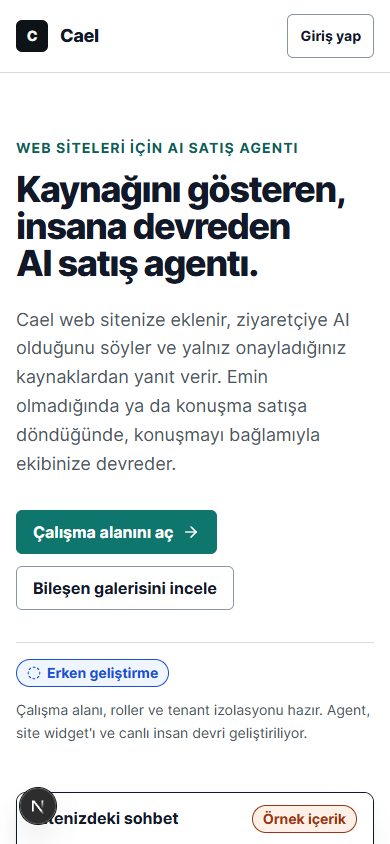 C Cael Giriş yap
WEB SİTELERİ İÇİN AI SATIŞ AGENTI
Kaynağını gösteren,
insana devreden
AI satış agentı.
Cael web sitenize eklenir, ziyaretçiye AI
olduğunu söyler ve yalnız onayladığınız
kaynaklardan yanıt verir. Emin
olmadığında ya da konuşma satışa
döndüğünde, konuşmayı bağlamıyla
ekibinize devreder.
Çalışma alanını aç →
Bileşen galerisini incele
Erken geliştirme
Çalışma alanı, roller ve tenant izolasyonu hazır. Agent,
site widget'ı ve canlı insan devri geliştiriliyor.
N sohbet Örnek içerik